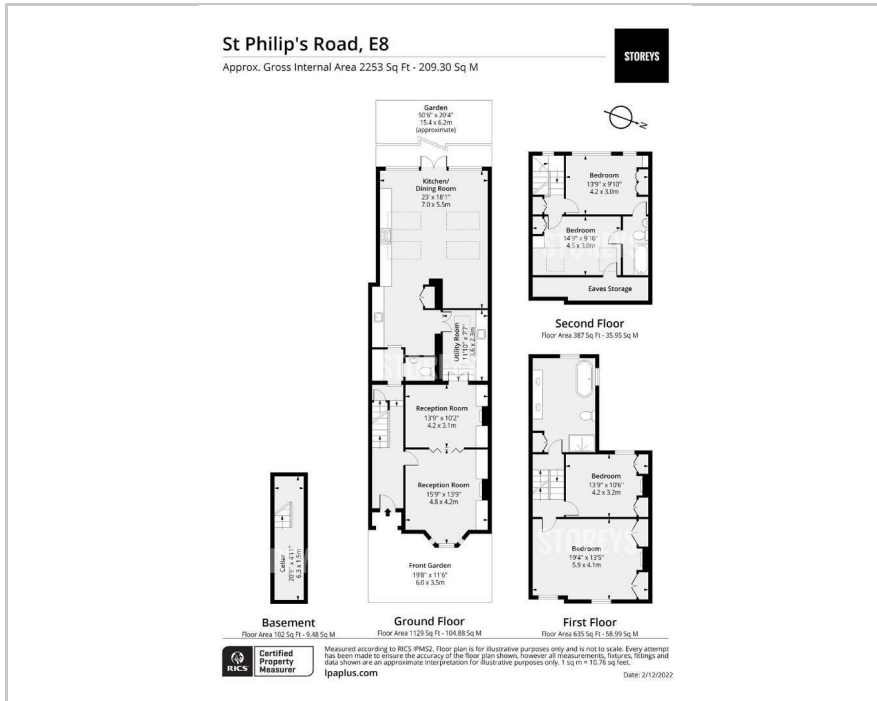 St Philip's Road, E8
Approx. Gross Internal Area 2253 Sq Ft - 209.30 Sq M
STOREYS
Garden
50'6" x 20'4"
15.4 x 6.2m
(approximate)
N
Kitchen/
Dining Room
23' x 18'1"
7.0 x 5.5m
Utility Room
11'10" x 7'7"
3.6 x 2.3m
STOREYS
Reception Room
13'9" x 10'2"
4.2 x 3.1m
Reception Room
15'9" x 13'9"
4.8 x 4.2m
Front Garden
19'8" x 11'6"
6.0 x 3.5m
Bedroom
13'9" x 9'10"
4.2 x 3.0m
Bedroom
14'9" x 9'10"
4.5 x 3.0m
STOREYS
Eaves Storage
Second Floor
Floor Area 387 Sq Ft - 35.95 Sq M
Bedroom
13'9" x 10'6"
4.2 x 3.2m
STOREYS
Bedroom
19'4" x 13'5"
5.9 x 4.1m
Cellar
20'8" x 4'11"
6.3 x 1.5m
Basement
Floor Area 102 Sq Ft - 9.48 Sq M
Ground Floor
Floor Area 1129 Sq Ft - 104.88 Sq M
First Floor
Floor Area 635 Sq Ft - 58.99 Sq M
RICS
Certified
Property
Measurer
Measured according to RICS IPMS2. Floor plan is for illustrative purposes only and is not to scale. Every attempt
has been made to ensure the accuracy of the floor plan shown, however all measurements, fixtures, fittings and
data shown are an approximate interpretation for illustrative purposes only. 1 sq m = 10.76 sq feet.
lpaplus.com
Date: 2/12/2022